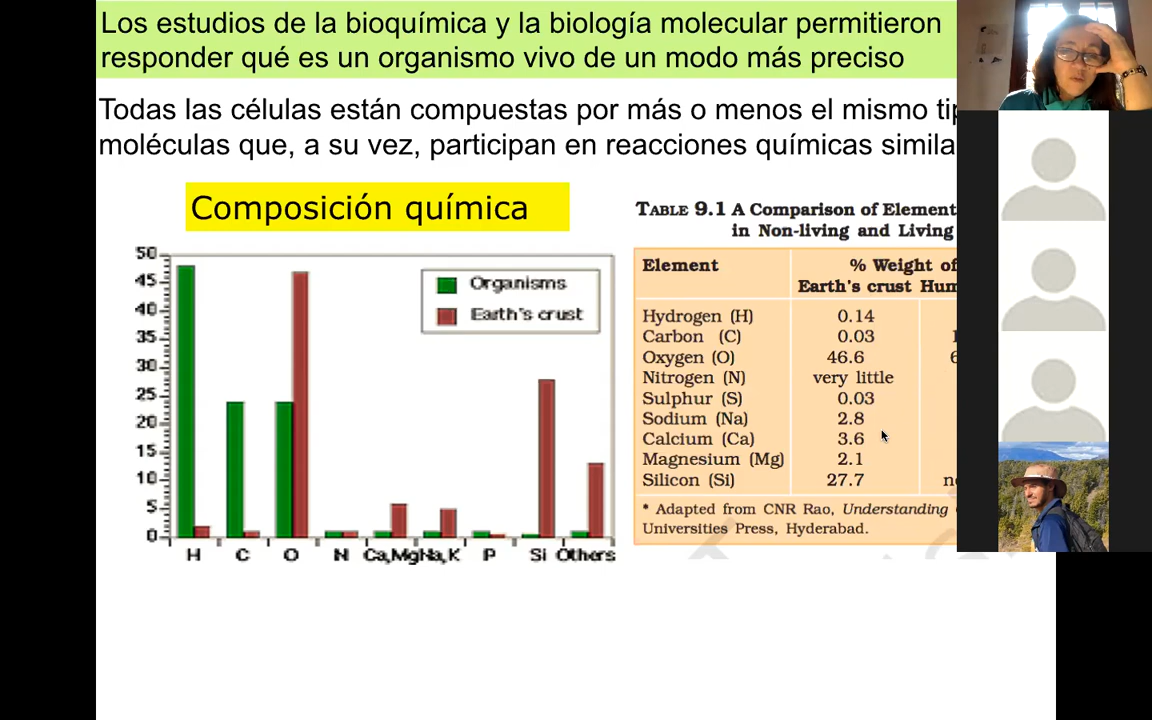 Los estudios de la bioquímica y la biología molecular permitieron
responder qué es un organismo vivo de un modo más preciso
Todas las células están compuestas por más o menos el mismo
moléculas que, a su vez, participan en reacciones químicas
Composición química
50
45
40
35
30
25
20
15
10
5
0
Organisms
Earth's crust
H C O N Ca,Mg Na,K P Si Others
TABLE 9.1 A Comparison of
in Non-living and Living
Element
% Weight of
Earth's crust
Hydrogen (H) 0.14
Carbon (C) 0.03
Oxygen (O) 46.6
Nitrogen (N) very little
Sulphur (S) 0.03
Sodium (Na) 2.8
Calcium (Ca) 3.6
Magnesium (Mg) 2.1
Silicon (Si) 27.7
* Adapted from CNR Rao, Understanding
Universities Press, Hyderabad.